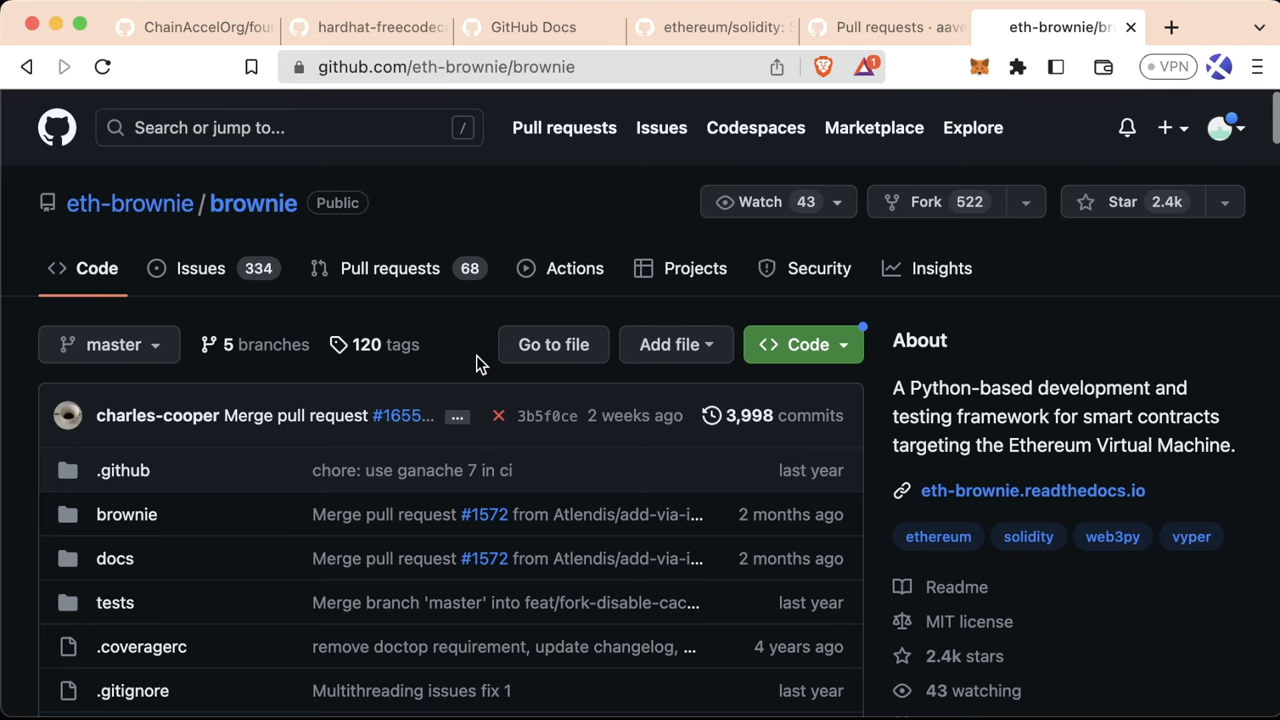 ChainAccelOrg/four
hardhat-freecodec
GitHub Docs
ethereum/solidity: S
Pull requests · aave
eth-brownie/br
github.com/eth-brownie/brownie
1
VPN
Search or jump to...
/
Pull requests
Issues
Codespaces
Marketplace
Explore
eth-brownie / brownie
Public
Watch 43
Fork 522
Star 2.4k
Code
Issues 334
Pull requests 68
Actions
Projects
Security
Insights
master
5 branches
120 tags
Go to file
Add file
Code
charles-cooper Merge pull request #1655... ... 3b5f0ce 2 weeks ago 3,998 commits
.github chore: use ganache 7 in ci last year
brownie Merge pull request #1572 from Atlendis/add-via-i... 2 months ago
docs Merge pull request #1572 from Atlendis/add-via-i... 2 months ago
tests Merge branch 'master' into feat/fork-disable-cac... last year
.coveragerc remove doctop requirement, update changelog, ... 4 years ago
.gitignore Multithreading issues fix 1 last year
About
A Python-based development and
testing framework for smart contracts
targeting the Ethereum Virtual Machine.
eth-brownie.readthedocs.io
ethereum
solidity
web3py
vyper
Readme
MIT license
2.4k stars
43 watching